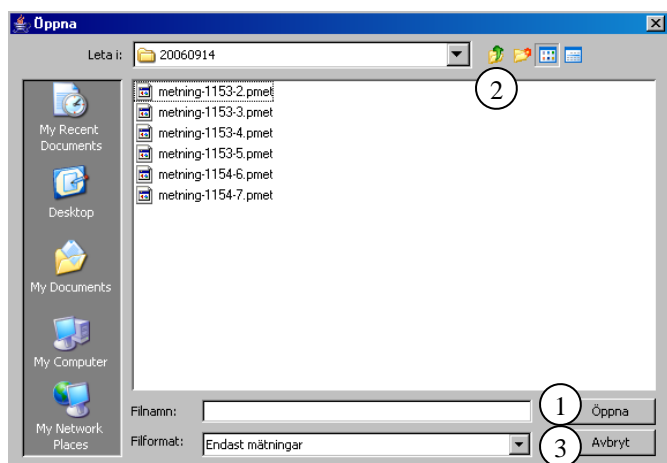 Öppna
Leta i: 20060914
2
metning-1153-2.pmet
metning-1153-3.pmet
metning-1153-4.pmet
metning-1153-5.pmet
metning-1154-6.pmet
metning-1154-7.pmet
My Recent
Documents
Desktop
My Documents
My Computer
My Network
Places
Filnamn: 1 Öppna
Filformat: Endast mätningar 3 Avbryt